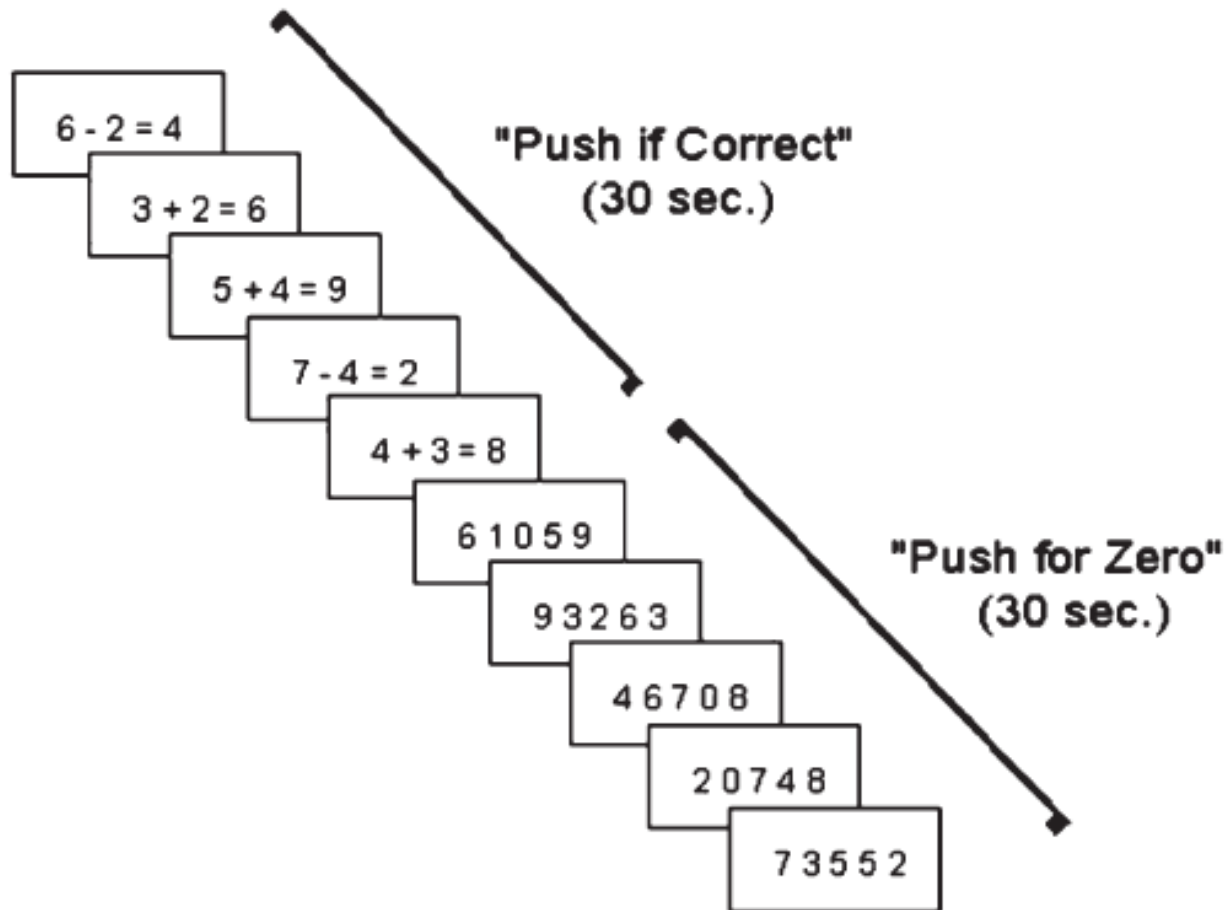 6 - 2 = 4
3 + 2 = 6
5 + 4 = 9
7 - 4 = 2
4 + 3 = 8
"Push if Correct"
(30 sec.)
6 1 0 5 9
9 3 2 6 3
4 6 7 0 8
2 0 7 4 8
7 3 5 5 2
"Push for Zero"
(30 sec.)